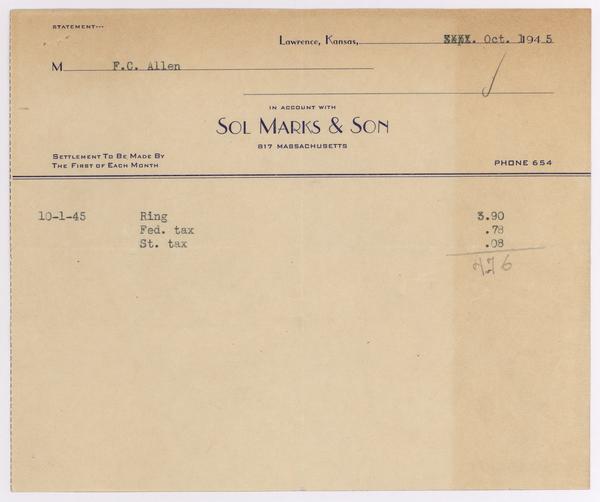 STATEMENT---
Lawrence, Kansas, Oct. 1 1945
M F.C. Allen
IN ACCOUNT WITH
SOL MARKS & SON
817 MASSACHUSETTS
SETTLEMENT TO BE MADE BY
THE FIRST OF EACH MONTH
PHONE 654
10-1-45 Ring 3.90
Fed. tax .78
St. tax .08
476